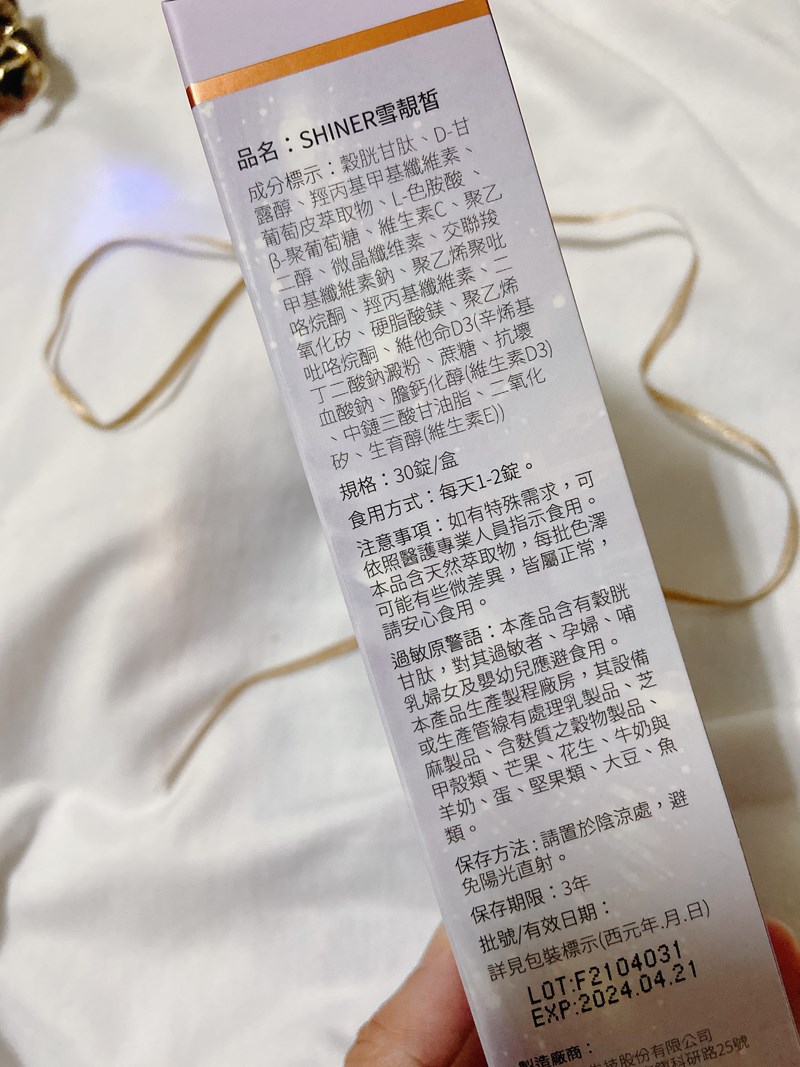 品名：SHINER雪靚皙
成分標示：穀胱甘肽、D-甘
露醇、羥丙基甲基纖維素、
葡萄皮萃取物、L-色胺酸、
β-聚葡萄糖、維生素C、聚乙
二醇、微晶纖維素、交聯羧
甲基纖維素鈉、聚乙烯聚吡
咯烷酮、羥丙基纖維素、二
氧化矽、硬脂酸鎂、聚乙烯
吡咯烷酮、維他命D3(辛烯基
丁二酸鈉澱粉、蔗糖、抗壞
血酸鈉、膽鈣化醇(維生素D3)
、中鏈三酸甘油脂、二氧化
矽、生育醇(維生素E))
規格：30錠/盒
食用方式：每天1-2錠。
注意事項：如有特殊需求，可
依照醫護專業人員指示食用。
本品含天然萃取物，每批色澤
可能有些微差異，皆屬正常，
請安心食用。
過敏原警語：本產品含有穀胱
甘肽，對其過敏者、孕婦、哺
乳婦女及嬰幼兒應避食用。
本產品生產製程廠房，其設備
或生產管線有處理乳製品、芝
麻製品、含麩質之穀物製品、
甲殼類、芒果、花生、牛奶與
羊奶、蛋、堅果類、大豆、魚
類。
保存方法：請置於陰涼處，避
免陽光直射。
保存期限：3年
批號/有效日期：
詳見包裝標示(西元年.月.日)
LOT:F2104031
EXP:2024.04.21
製造廠商：
技股份有限公司
科研路25號